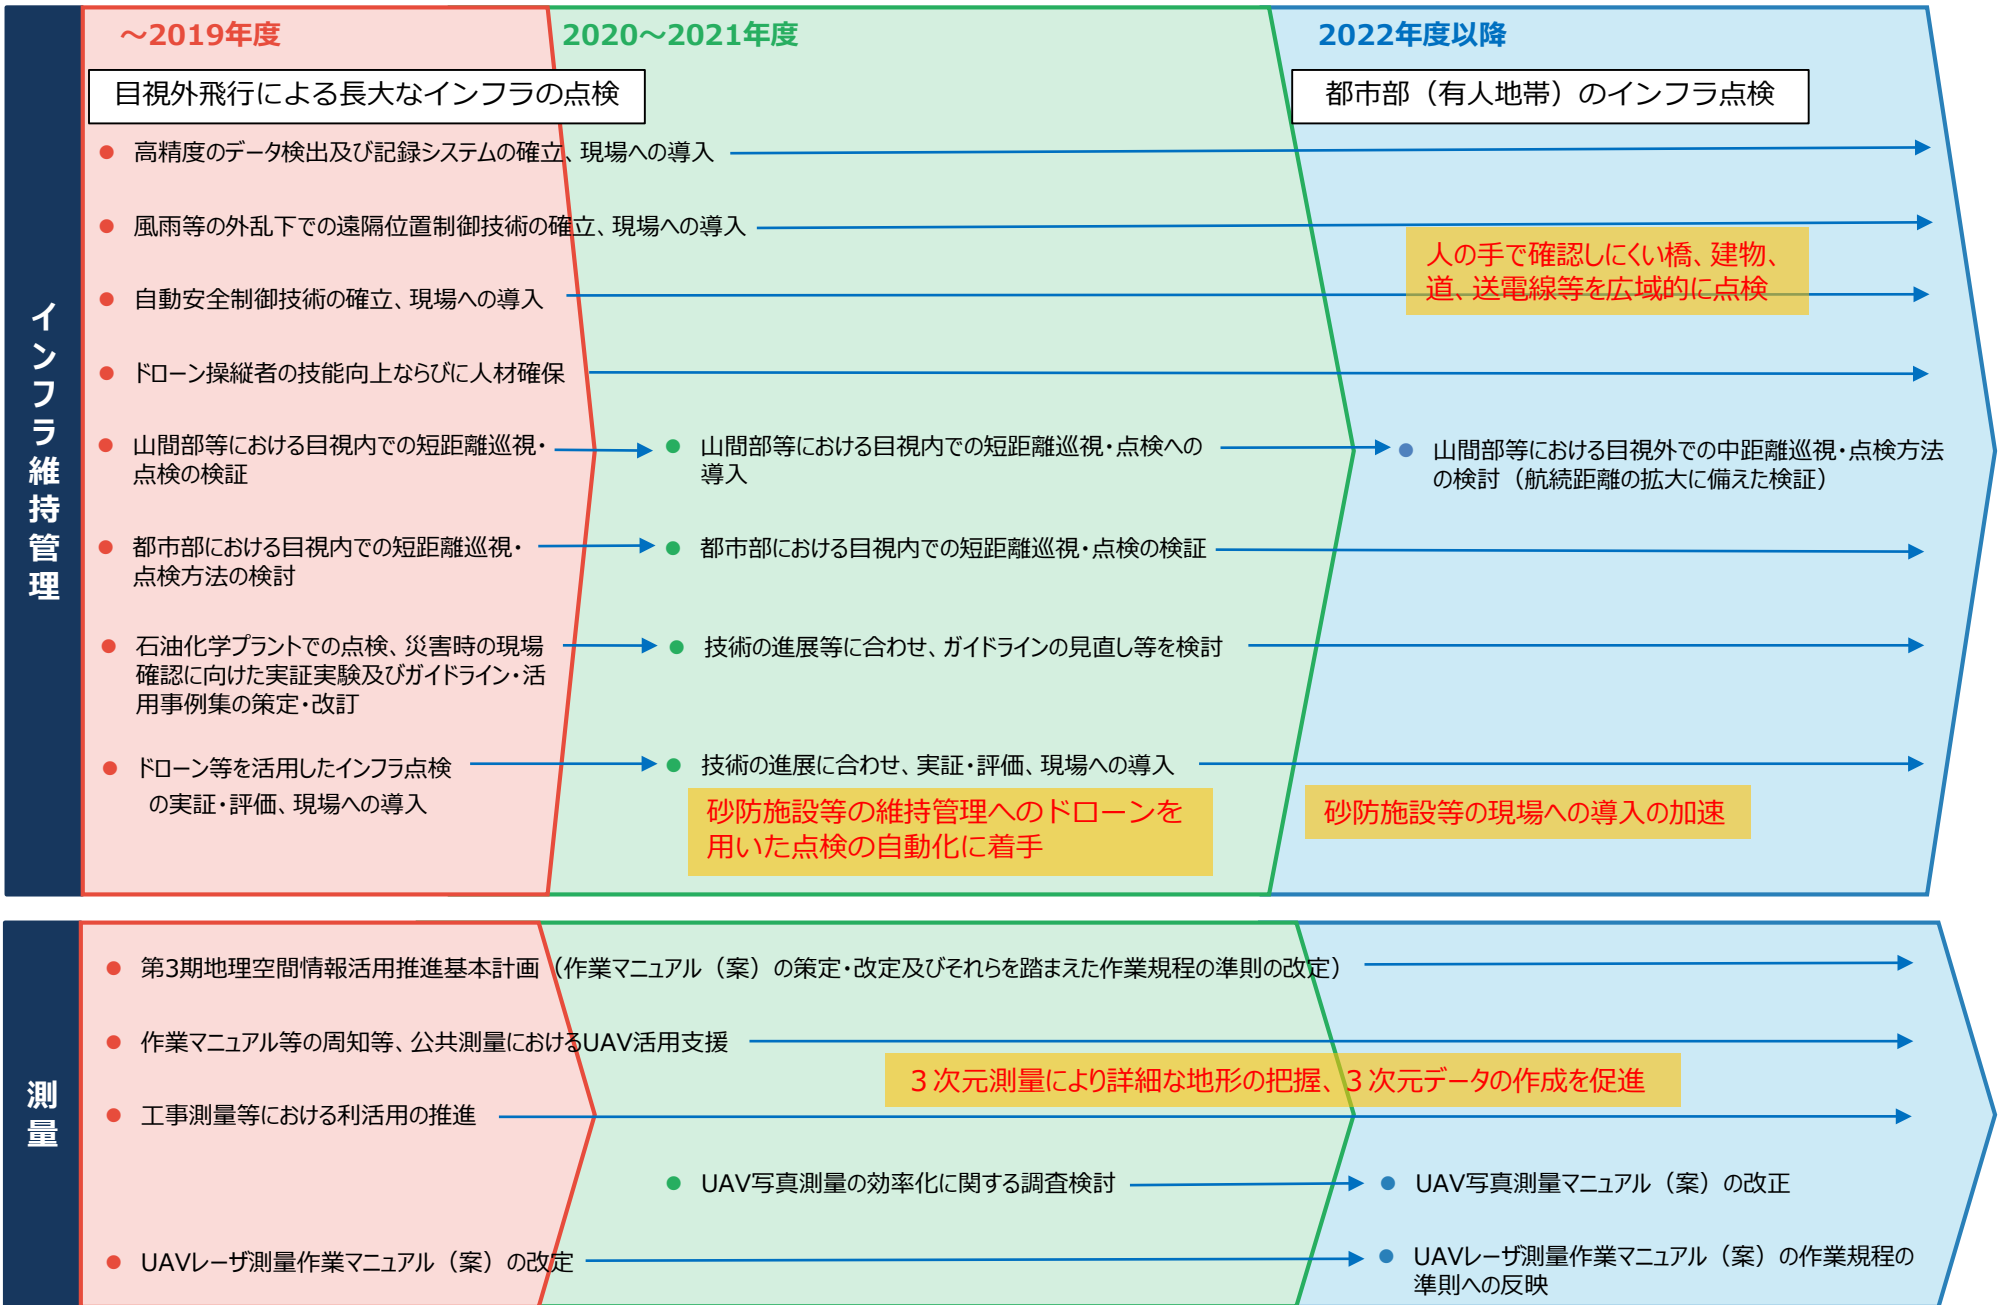 ～2019年度
2020～2021年度
2022年度以降
目視外飛行による長大なインフラの点検
都市部（有人地帯）のインフラ点検
インフラ維持管理
高精度のデータ検出及び記録システムの確立、現場への導入
風雨等の外乱下での遠隔位置制御技術の確立、現場への導入
人の手で確認しにくい橋、建物、
道、送電線等を広域的に点検
自動安全制御技術の確立、現場への導入
ドローン操縦者の技能向上ならびに人材確保
山間部等における目視内での短距離巡視・
点検の検証
山間部等における目視内での短距離巡視・点検への
導入
山間部等における目視外での中距離巡視・点検方法
の検討（航続距離の拡大に備えた検証）
都市部における目視内での短距離巡視・
点検方法の検討
都市部における目視内での短距離巡視・点検の検証
石油化学プラントでの点検、災害時の現場
確認に向けた実証実験及びガイドライン・活
用事例集の策定・改訂
技術の進展等に合わせ、ガイドラインの見直し等を検討
ドローン等を活用したインフラ点検
の実証・評価、現場への導入
技術の進展に合わせ、実証・評価、現場への導入
砂防施設等の維持管理へのドローンを
用いた点検の自動化に着手
砂防施設等の現場への導入の加速
測量
第3期地理空間情報活用推進基本計画（作業マニュアル（案）の策定・改定及びそれらを踏まえた作業規程の準則の改定）
作業マニュアル等の周知等、公共測量におけるUAV活用支援
３次元測量により詳細な地形の把握、３次元データの作成を促進
工事測量等における利活用の推進
UAV写真測量の効率化に関する調査検討
UAV写真測量マニュアル（案）の改正
UAVレーザ測量作業マニュアル（案）の改定
UAVレーザ測量作業マニュアル（案）の作業規程の
準則への反映